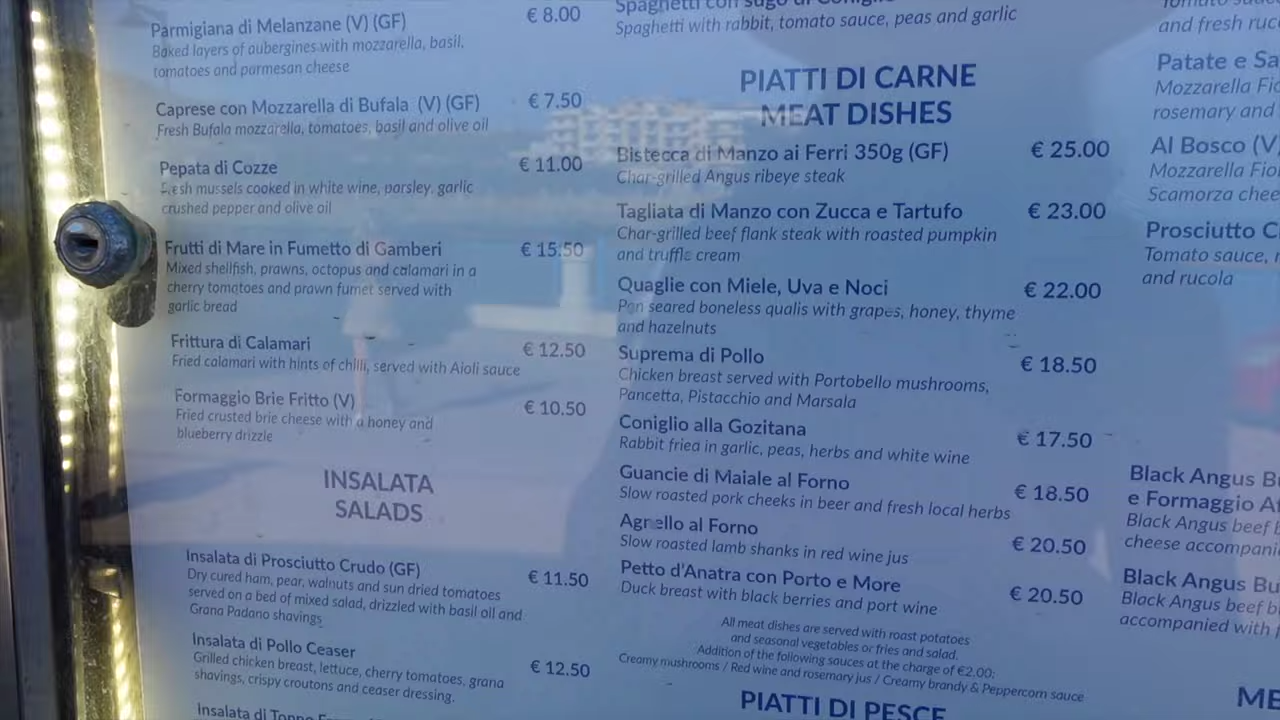 Parmigiana di Melanzane (V) (GF)
€ 8.00
Baked layers of aubergines with mozzarella, basil,
tomatoes and parmesan cheese
Caprese con Mozzarella di Bufala (V) (GF)
€ 7.50
Fresh Bufala mozzarella, tomatoes, basil and olive oil
Pepata di Cozze
€ 11.00
Fresh mussels cooked in white wine, parsley, garlic
crushed pepper and olive oil
Frutti di Mare in Fumetto di Gamberi
€ 15.50
Mixed shellfish, prawns, octopus and calamari in a
cherry tomatoes and prawn fumet served with
garlic bread
Frittura di Calamari
€ 12.50
Fried calamari with hints of chilli, served with Aioli sauce
Formaggio Brie Fritto (V)
€ 10.50
Fried crusted brie cheese with a honey and
blueberry drizzle
INSALATA
SALADS
Insalata di Prosciutto Crudo (GF)
€ 11.50
Dry cured ham, pear, walnuts and sun dried tomatoes
served on a bed of mixed salad, drizzled with basil oil and
Grana Padano shavings
Insalata di Pollo Ceaser
€ 12.50
Grilled chicken breast, lettuce, cherry tomatoes, grana
shavings, crispy croutons and ceaser dressing.
Insalata di
Spaghetti con sugo di Coniglio
Spaghetti with rabbit, tomato sauce, peas and garlic
PIATTI DI CARNE
MEAT DISHES
Bistecca di Manzo ai Ferri 350g (GF)
€ 25.00
Char-grilled Angus ribeye steak
Tagliata di Manzo con Zucca e Tartufo
€ 23.00
Char-grilled beef flank steak with roasted pumpkin
and truffle cream
Quaglie con Miele, Uva e Noci
€ 22.00
Pan seared boneless qualis with grapes, honey, thyme
and hazelnuts
Suprema di Pollo
€ 18.50
Chicken breast served with Portobello mushrooms,
Pancetta, Pistacchio and Marsala
Coniglio alla Gozitana
€ 17.50
Rabbit fried in garlic, peas, herbs and white wine
Guancie di Maiale al Forno
€ 18.50
Slow roasted pork cheeks in beer and fresh local herbs
Agnello al Forno
€ 20.50
Slow roasted lamb shanks in red wine jus
Petto d'Anatra con Porto e More
€ 20.50
Duck breast with black berries and port wine
All meat dishes are served with roast potatoes
and seasonal vegetables or fries and salad.
Addition of the following sauces at the charge of €2.00:
Creamy mushrooms / Red wine and rosemary jus / Creamy brandy & Peppercorn sauce
PIATTI DI PESCE
and fresh
Patate e
Mozzarella
rosemary and
Al Bosco (V)
Mozzarella
Scamorza
Prosciutto
Tomato sauce,
and rucola
Black Angus
e Formaggio
Black Angus beef
cheese
Black Angus
Black Angus beef
accompanied with